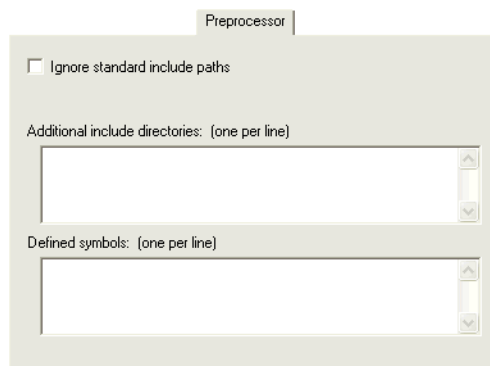 Preprocessor
Ignore standard include paths
Additional include directories: (one per line)
Defined symbols: (one per line)